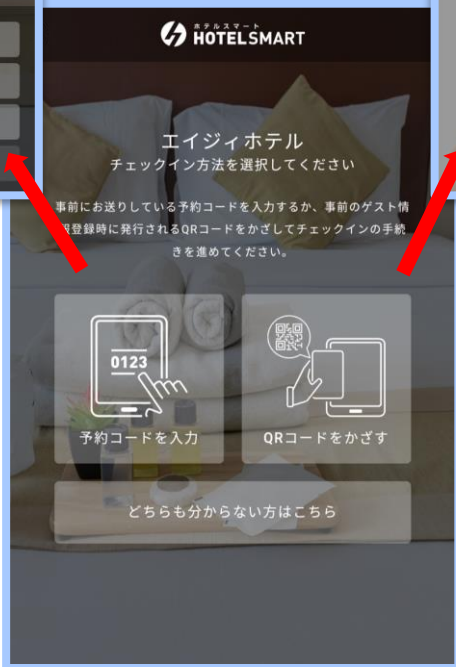 ホテルスマート
HOTELSMART
エイジィホテル
チェックイン方法を選択してください
事前にお送りしている予約コードを入力するか、事前のゲスト情
報登録時に発行されるQRコードをかざしてチェックインの手続
きを進めてください。
0123
予約コードを入力
QRコードをかざす
どちらも分からない方はこちら